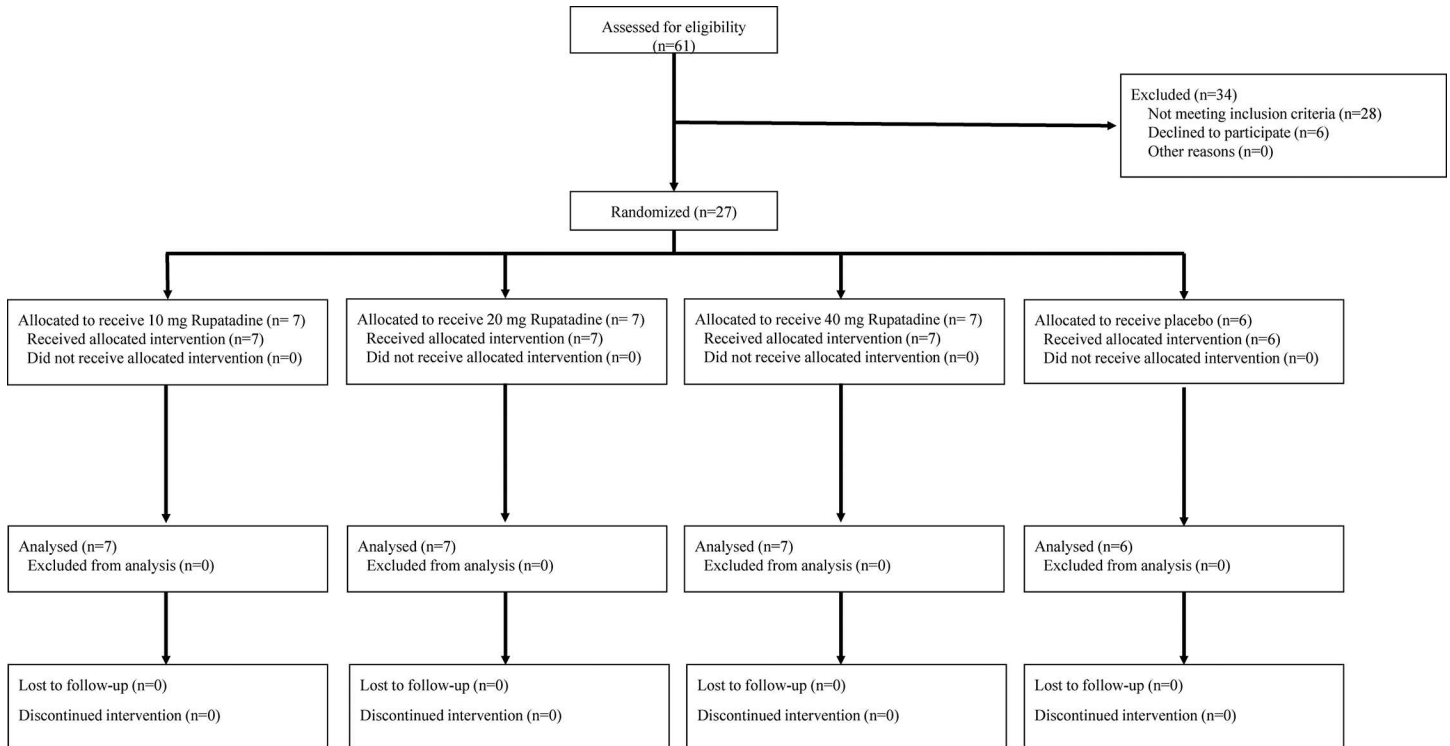 Assessed for eligibility
(n=61)
Excluded (n=34)
Not meeting inclusion criteria (n=28)
Declined to participate (n=6)
Other reasons (n=0)
Randomized (n=27)
Allocated to receive 10 mg Rupatadine (n= 7)
Received allocated intervention (n=7)
Did not receive allocated intervention (n=0)
Allocated to receive 20 mg Rupatadine (n= 7)
Received allocated intervention (n=7)
Did not receive allocated intervention (n=0)
Allocated to receive 40 mg Rupatadine (n= 7)
Received allocated intervention (n=7)
Did not receive allocated intervention (n=0)
Allocated to receive placebo (n=6)
Received allocated intervention (n=6)
Did not receive allocated intervention (n=0)
Analysed (n=7)
Excluded from analysis (n=0)
Analysed (n=7)
Excluded from analysis (n=0)
Analysed (n=7)
Excluded from analysis (n=0)
Analysed (n=6)
Excluded from analysis (n=0)
Lost to follow-up (n=0)
Discontinued intervention (n=0)
Lost to follow-up (n=0)
Discontinued intervention (n=0)
Lost to follow-up (n=0)
Discontinued intervention (n=0)
Lost to follow-up (n=0)
Discontinued intervention (n=0)